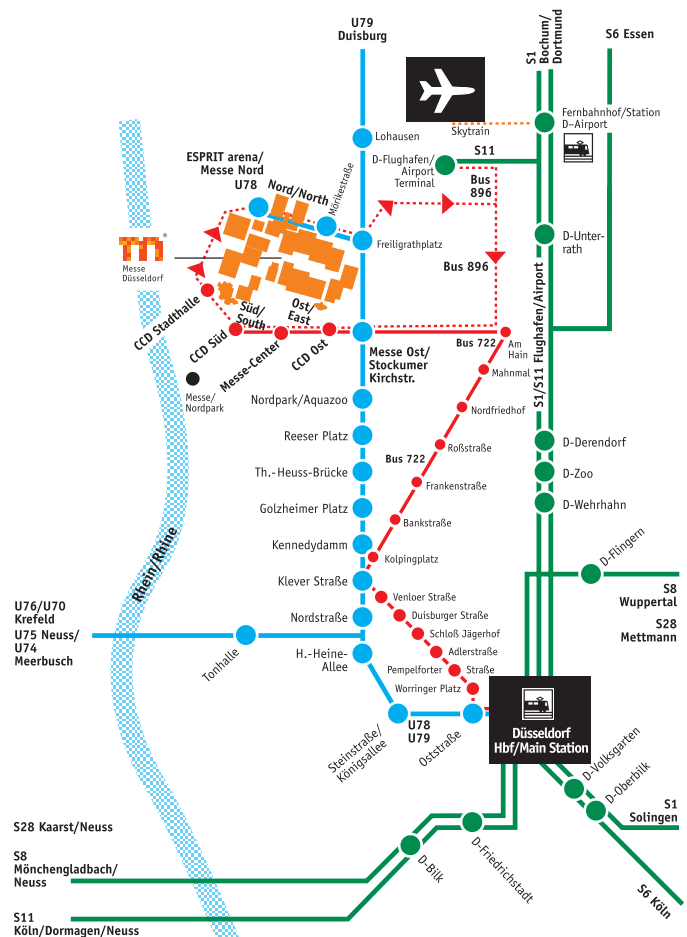 U79
Duisburg
S1
Bochum/
Dortmund
S6 Essen
Fernbahnhof/Station
D–Airport
Skytrain
Lohausen
S11
D-Flughafen/
Airport
Terminal
Bus
896
ESPRIT arena/
Messe Nord
U78
Nord/North
Mörikestraße
Freiligrathplatz
D-Unter-
rath
®
Messe
Düsseldorf
Bus 896
S1/S11 Flughafen/Airport
CCD Stadthalle
Süd/
South
Ost/
East
CCD Süd
Messe-Center
CCD Ost
Messe Ost/
Stockumer
Kirchstr.
Bus 722
Am
Hain
Mahnmal
Messe/
Nordpark
Nordpark/Aquazoo
Nordfriedhof
Reeser Platz
Roßstraße
D-Derendorf
Bus 722
Th.-Heuss-Brücke
D-Zoo
Frankenstraße
Golzheimer Platz
D-Wehrhahn
Bankstraße
Kennedydamm
Kolpingplatz
D-Flingern
Rhein/Rhine
Klever Straße
Venloer Straße
S8
Wuppertal
S28
Mettmann
U76/U70
Krefeld
U75 Neuss/
U74
Meerbusch
Nordstraße
Duisburger Straße
Schloß Jägerhof
Tonhalle
H.-Heine-
Allee
Adlerstraße
Pempelforter Straße
Worringer Platz
U78
U79
Steinstraße/
Königsallee
Oststraße
Düsseldorf
Hbf/Main Station
D-Volksgarten
D-Oberbilk
S1
Solingen
S28 Kaarst/Neuss
S8
Mönchengladbach/
Neuss
D-Bilk
D-Friedrichstadt
S6 Köln
S11
Köln/Dormagen/Neuss